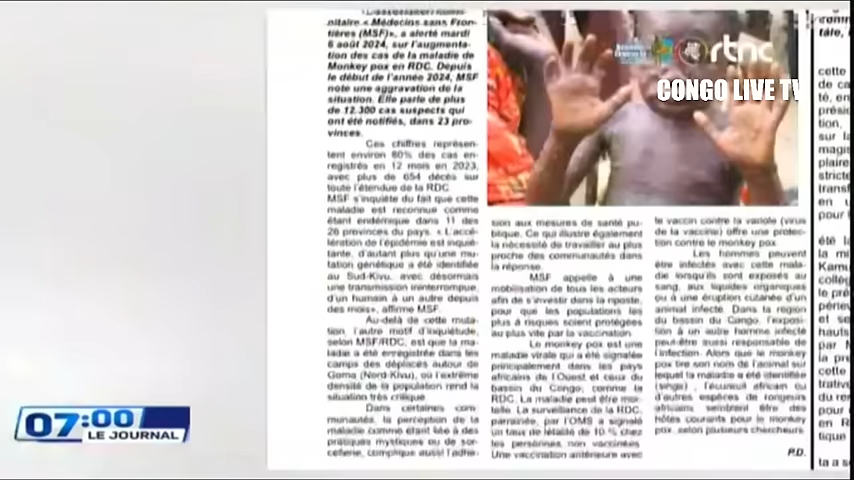 L'association huma-
nitaire « Médecins sans Fron-
tières (MSF)», a alerté mardi
6 août 2024, sur l'augmenta-
tion des cas de la maladie de
Monkey pox en RDC. Depuis
le début de l'année 2024, MSF
note une aggravation de la
situation. Elle parle de plus
de 12.300 cas suspects qui
ont été notifiés, dans 23 pro-
vinces.
Ces chiffres représen-
tent environ 80% des cas en-
registrés en 12 mois en 2023,
avec plus de 654 décès sur
toute l'étendue de la RDC.
MSF s'inquiète du fait que cette
maladie est reconnue comme
étant endémique dans 11 des
26 provinces du pays. « L'accé-
lération de l'épidémie est inquié-
tante, d'autant plus qu'une mu-
tation génétique a été identifiée
au Sud-Kivu, avec désormais
une transmission ininterrompue,
d'un humain à un autre depuis
des mois», affirme MSF.
Au-delà de cette muta-
tion, l'autre motif d'inquiétude,
selon MSF/RDC, est que la ma-
ladie a été enregistrée dans les
camps des déplacés autour de
Goma (Nord-Kivu), où l'extrême
densité de la population rend la
situation très critique.
Dans certaines com-
munautés, la perception de la
maladie comme étant liée à des
pratiques mystiques ou de sor-
cellerie, complique aussi l'adhé-
sion aux mesures de santé pu-
blique. Ce qui illustre également
la nécessité de travailler au plus
proche des communautés dans
la réponse.
MSF appelle à une
mobilisation de tous les acteurs
afin de s'investir dans la riposte,
pour que les populations les
plus à risques soient protégées
au plus vite par la vaccination.
Le monkey pox est une
maladie virale qui a été signalée
principalement dans les pays
africains de l'Ouest et ceux du
bassin du Congo, comme la
RDC. La maladie peut être mor-
telle. La surveillance de la RDC,
parrainée, par l'OMS a signalé
un taux de létalité de 10 % chez
les personnes non vaccinées.
Une vaccination antérieure avec
le vaccin contre la variole (virus
de la vaccine) offre une protec-
tion contre le monkey pox.
Les hommes peuvent
être infectés avec cette mala-
die lorsqu'ils sont exposés au
sang, aux liquides organiques
ou à une éruption cutanée d'un
animal infecté. Dans la région
du bassin du Congo, l'exposi-
tion à un autre homme infecté
peut-être aussi responsable de
l'infection. Alors que le monkey
pox tire son nom de l'animal sur
lequel la maladie a été identifiée
(singe), l'écureuil africain ou
d'autres espèces de rongeurs
africains semblent être des
hôtes courants pour le monkey
pox, selon plusieurs chercheurs.
P.D.
rtnc
CONGO LIVE TV
07:00
LE JOURNAL